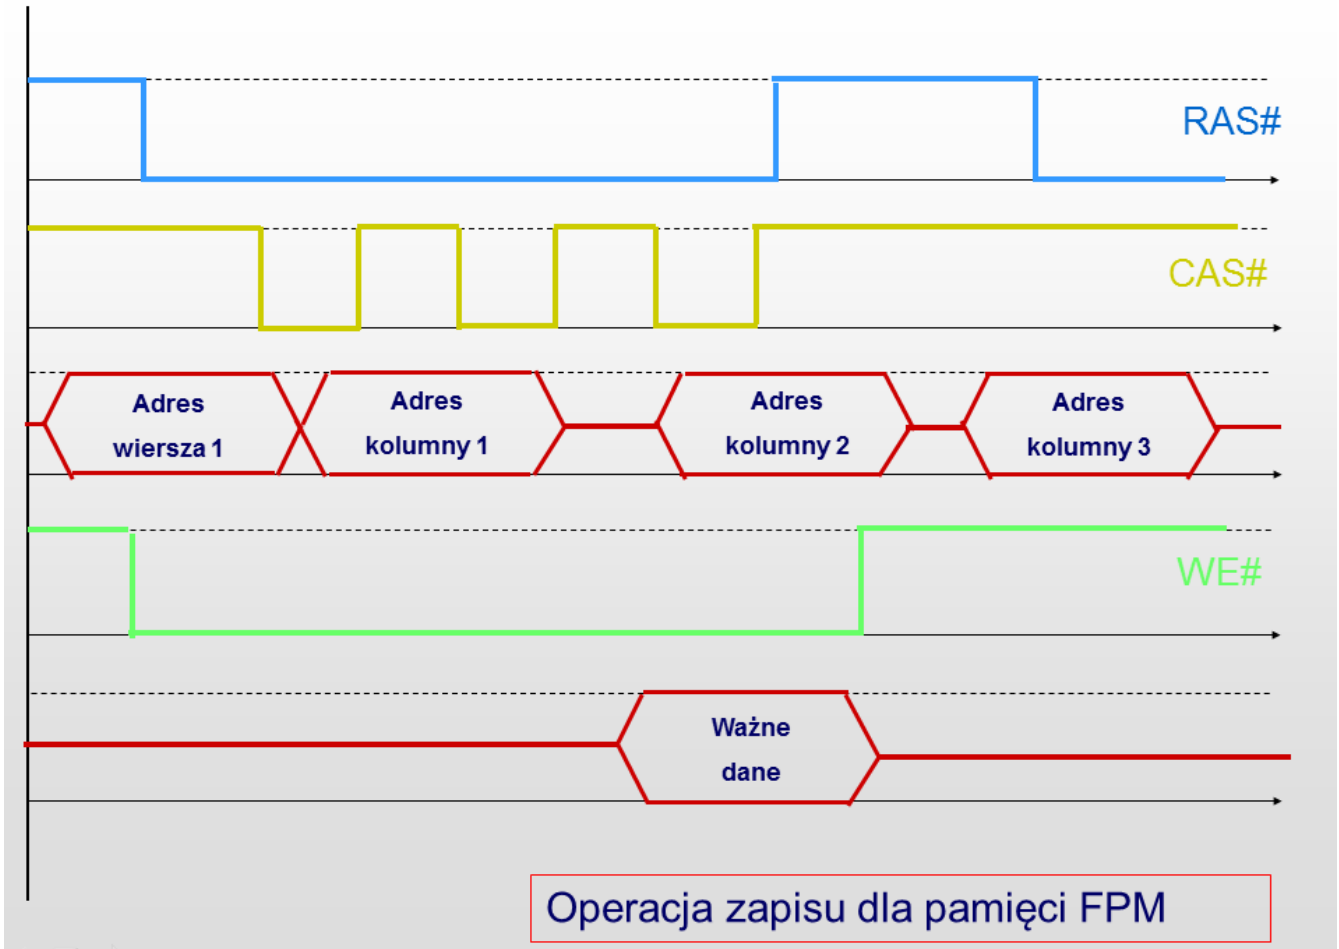 RAS#
CAS#
Adres
wiersza 1
Adres
kolumny 1
Adres
kolumny 2
Adres
kolumny 3
WE#
Ważne
dane
Operacja zapisu dla pamięci FPM